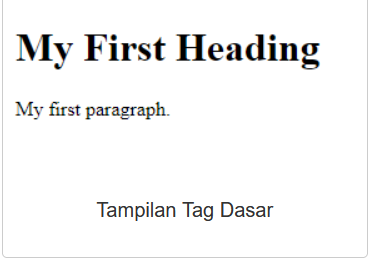 My First Heading
My first paragraph.
Tampilan Tag Dasar